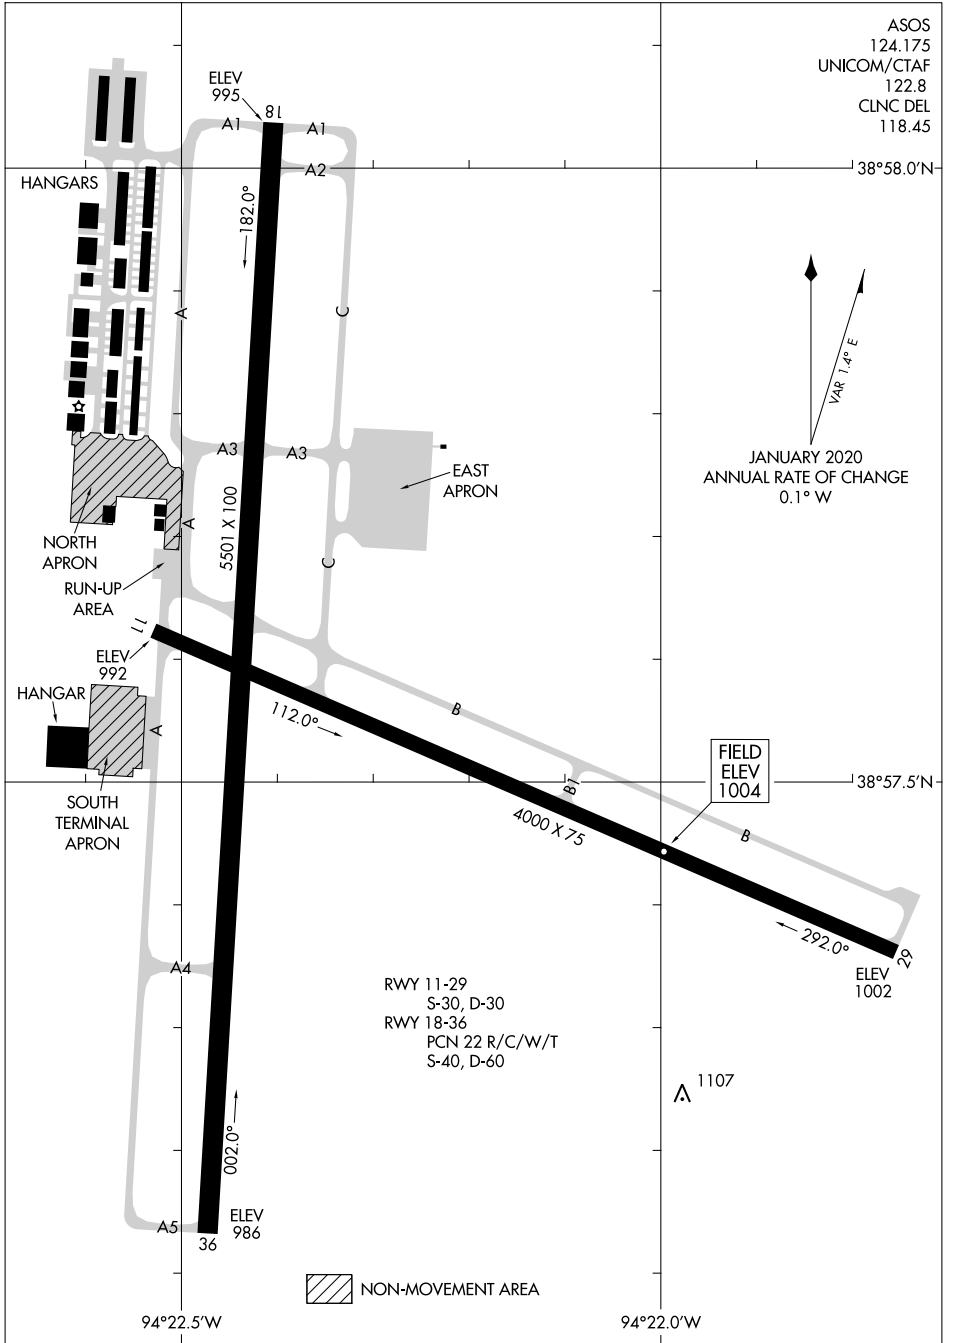 ASOS
124.175
UNICOM/CTAF
122.8
CLNC DEL
118.45
ELEV
995
18
A1
A1
A2
38°58.0'N
HANGARS
182.0°
A
C
VAR 1.4° E
JANUARY 2020
ANNUAL RATE OF CHANGE
0.1° W
A3
A3
EAST
APRON
5501 X 100
A
NORTH
APRON
C
RUN-UP
AREA
11
ELEV
992
HANGAR
A
112.0°
B
FIELD
ELEV
1004
38°57.5'N
B1
SOUTH
TERMINAL
APRON
4000 X 75
B
292.0°
29
ELEV
1002
A4
RWY 11-29
S-30, D-30
RWY 18-36
PCN 22 R/C/W/T
S-40, D-60
1107
002.0°
A5
ELEV
986
36
NON-MOVEMENT AREA
94°22.5'W
94°22.0'W